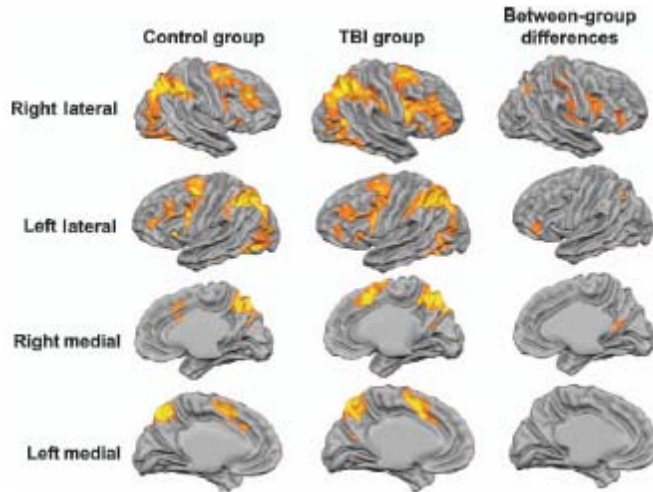 Control group
TBI group
Between-group
differences
Right lateral
Left lateral
Right medial
Left medial